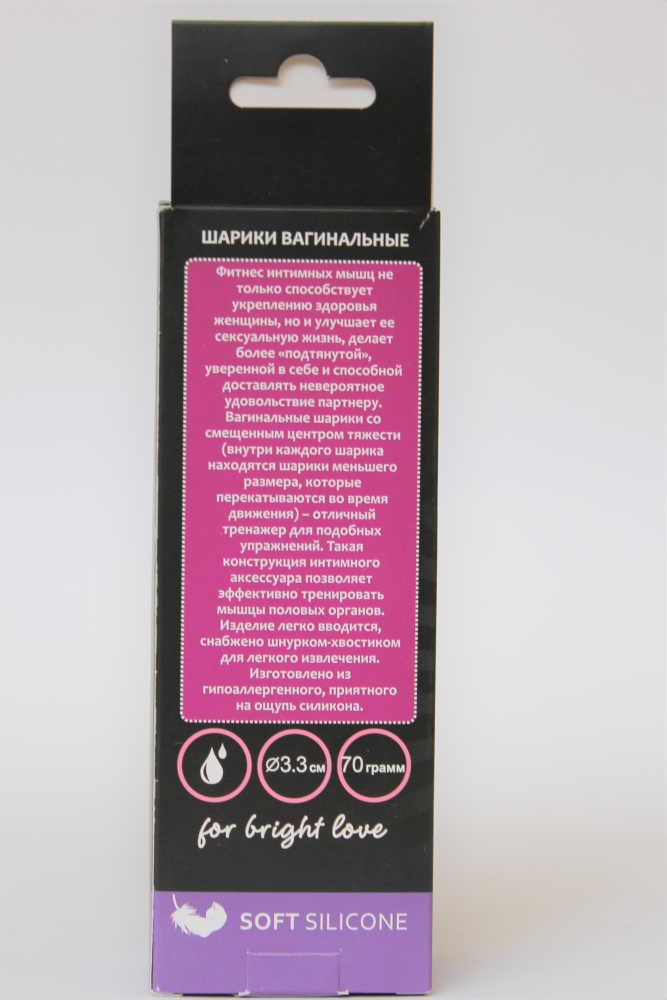 ШАРИКИ ВАГИНАЛЬНЫЕ
Фитнес интимных мышц не
только способствует
укреплению здоровья
женщины, но и улучшает ее
сексуальную жизнь, делает
более «подтянутой»,
уверенной в себе и способной
доставлять невероятное
удовольствие партнеру.
Вагинальные шарики со
смещенным центром тяжести
(внутри каждого шарика
находятся шарики меньшего
размера, которые
перекатываются во время
движения) – отличный
тренажер для подобных
упражнений. Такая
конструкция интимного
аксессуара позволяет
эффективно тренировать
мышцы половых органов.
Изделие легко вводится,
снабжено шнурком-хвостиком
для легкого извлечения.
Изготовлено из
гипоаллергенного, приятного
на ощупь силикона.
Ø3.3 см 70 грамм
for bright love
SOFT SILICONE